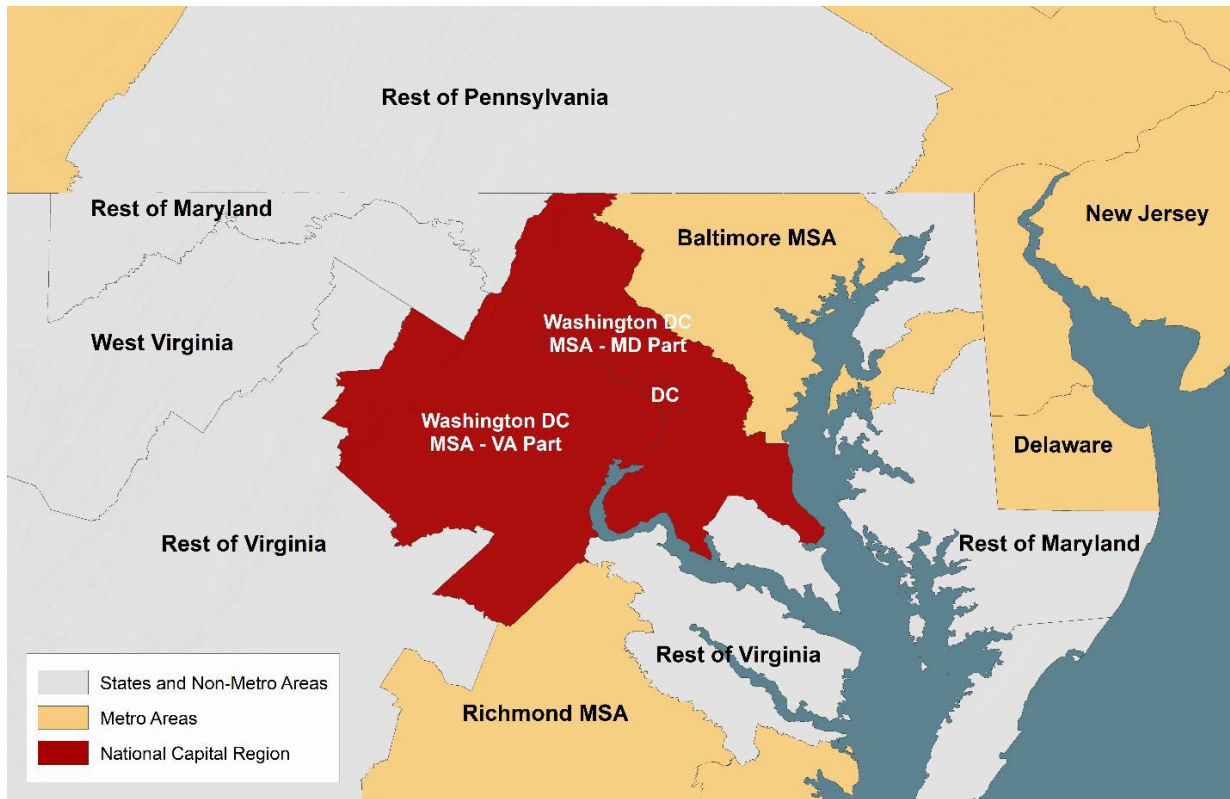 Rest of Pennsylvania
Rest of Maryland
New Jersey
Baltimore MSA
West Virginia
Washington DC
MSA - MD Part
DC
Washington DC
MSA - VA Part
Delaware
Rest of Virginia
Rest of Maryland
Rest of Virginia
Richmond MSA
States and Non-Metro Areas
Metro Areas
National Capital Region